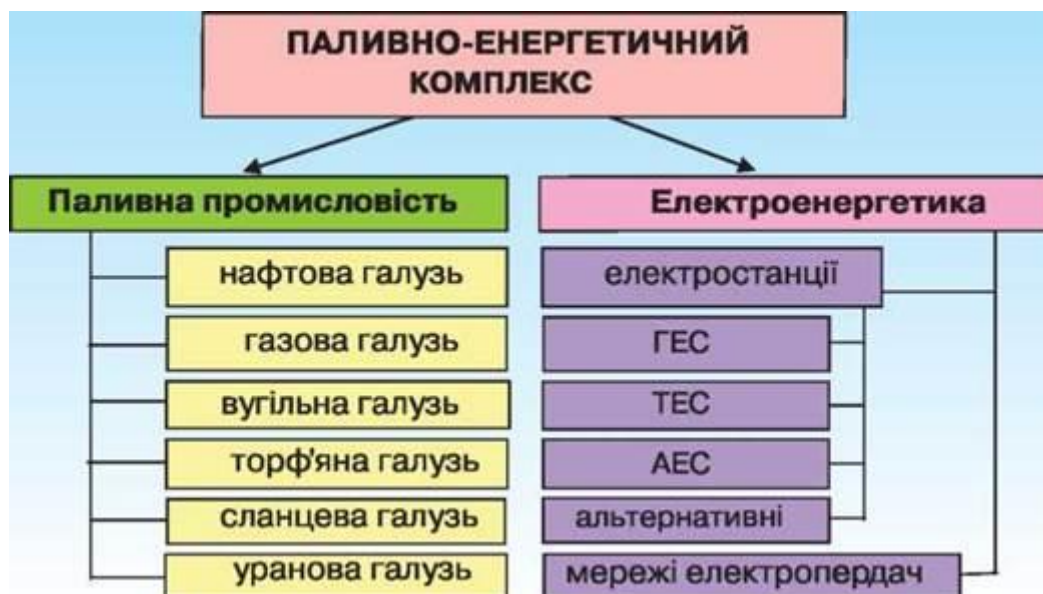 ПАЛИВНО-ЕНЕРГЕТИЧНИЙ
КОМПЛЕКС
Паливна промисловість
нафтова галузь
газова галузь
вугільна галузь
торф'яна галузь
сланцева галузь
уранова галузь
Електроенергетика
електростанції
ГЕС
ТЕС
АЕС
альтернативні
мережі електропердач